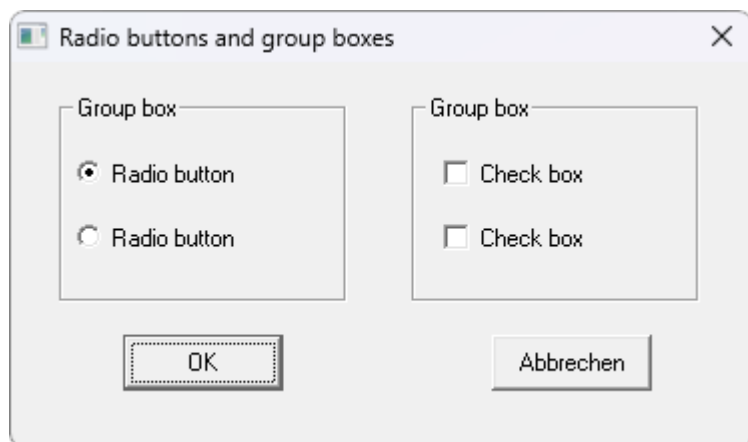 Radio buttons and group boxes
Group box
Radio button
Radio button
Group box
Check box
Check box
OK
Abbrechen